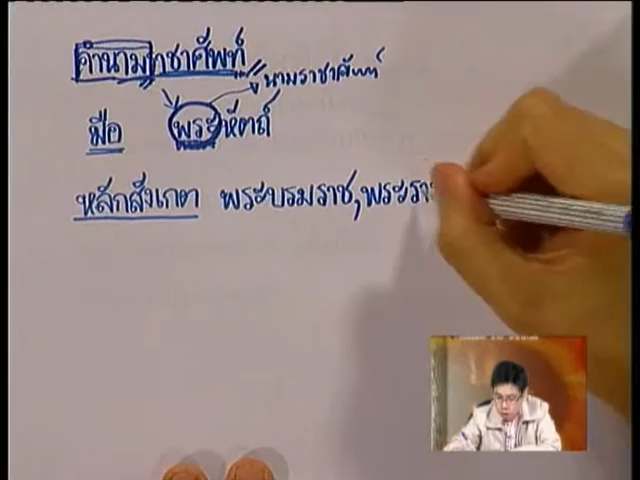 คำนามราชาศัพท์
นามราชาศัพท์
มือ พระหัตถ์
หลักสังเกต พระบรมราช, พระรา